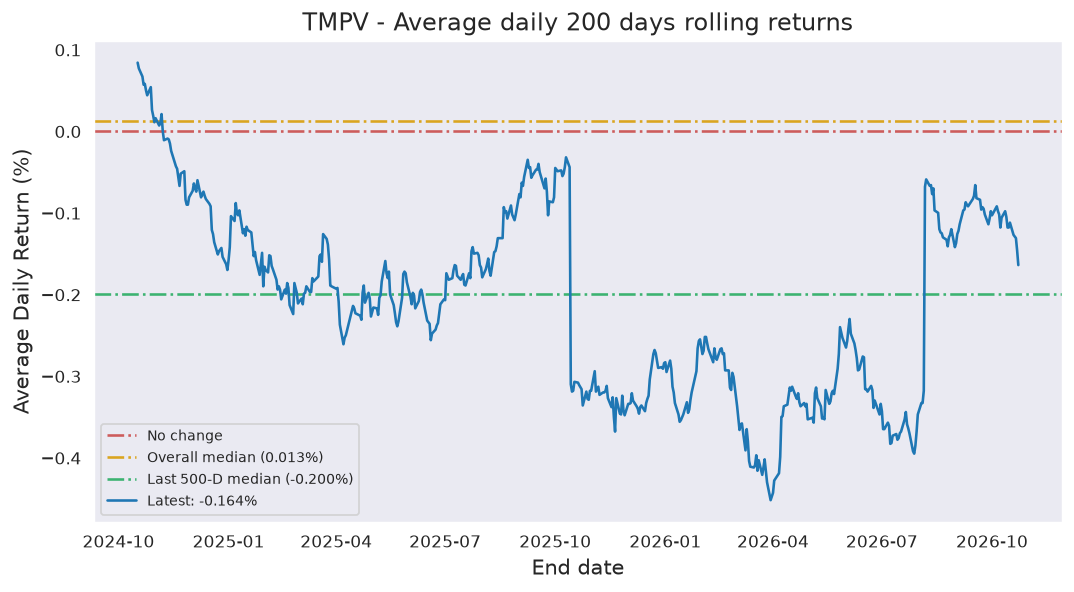 TMPV - Average daily 200 days rolling returns
Average Daily Return (%)
0.1
0.0
−0.1
−0.2
−0.3
−0.4
No change
Overall median (0.013%)
Last 500-D median (-0.200%)
Latest: -0.164%
2024-10 2025-01 2025-04 2025-07 2025-10 2026-01 2026-04 2026-07 2026-10
End date